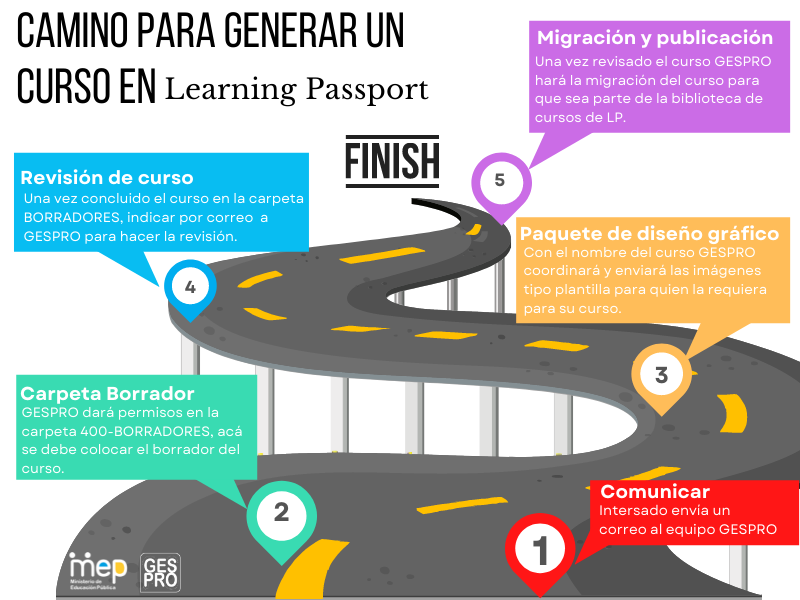 CAMINO PARA GENERAR UN
CURSO EN Learning Passport
FINISH
5
Migración y publicación
Una vez revisado el curso GESPRO
hará la migración del curso para
que sea parte de la biblioteca de
cursos de LP.
4
Revisión de curso
Una vez concluido el curso en la carpeta
BORRADORES, indicar por correo a
GESPRO para hacer la revisión.
3
Paquete de diseño gráfico
Con el nombre del curso GESPRO
coordinará y enviará las imágenes
tipo plantilla para quien la requiera
para su curso.
2
Carpeta Borrador
GESPRO dará permisos en la
carpeta 400-BORRADORES, acá
se debe colocar el borrador del
curso.
1
Comunicar
Intersado envía un
correo al equipo GESPRO
mep
Ministerio de
Educación Pública
GES
PRO